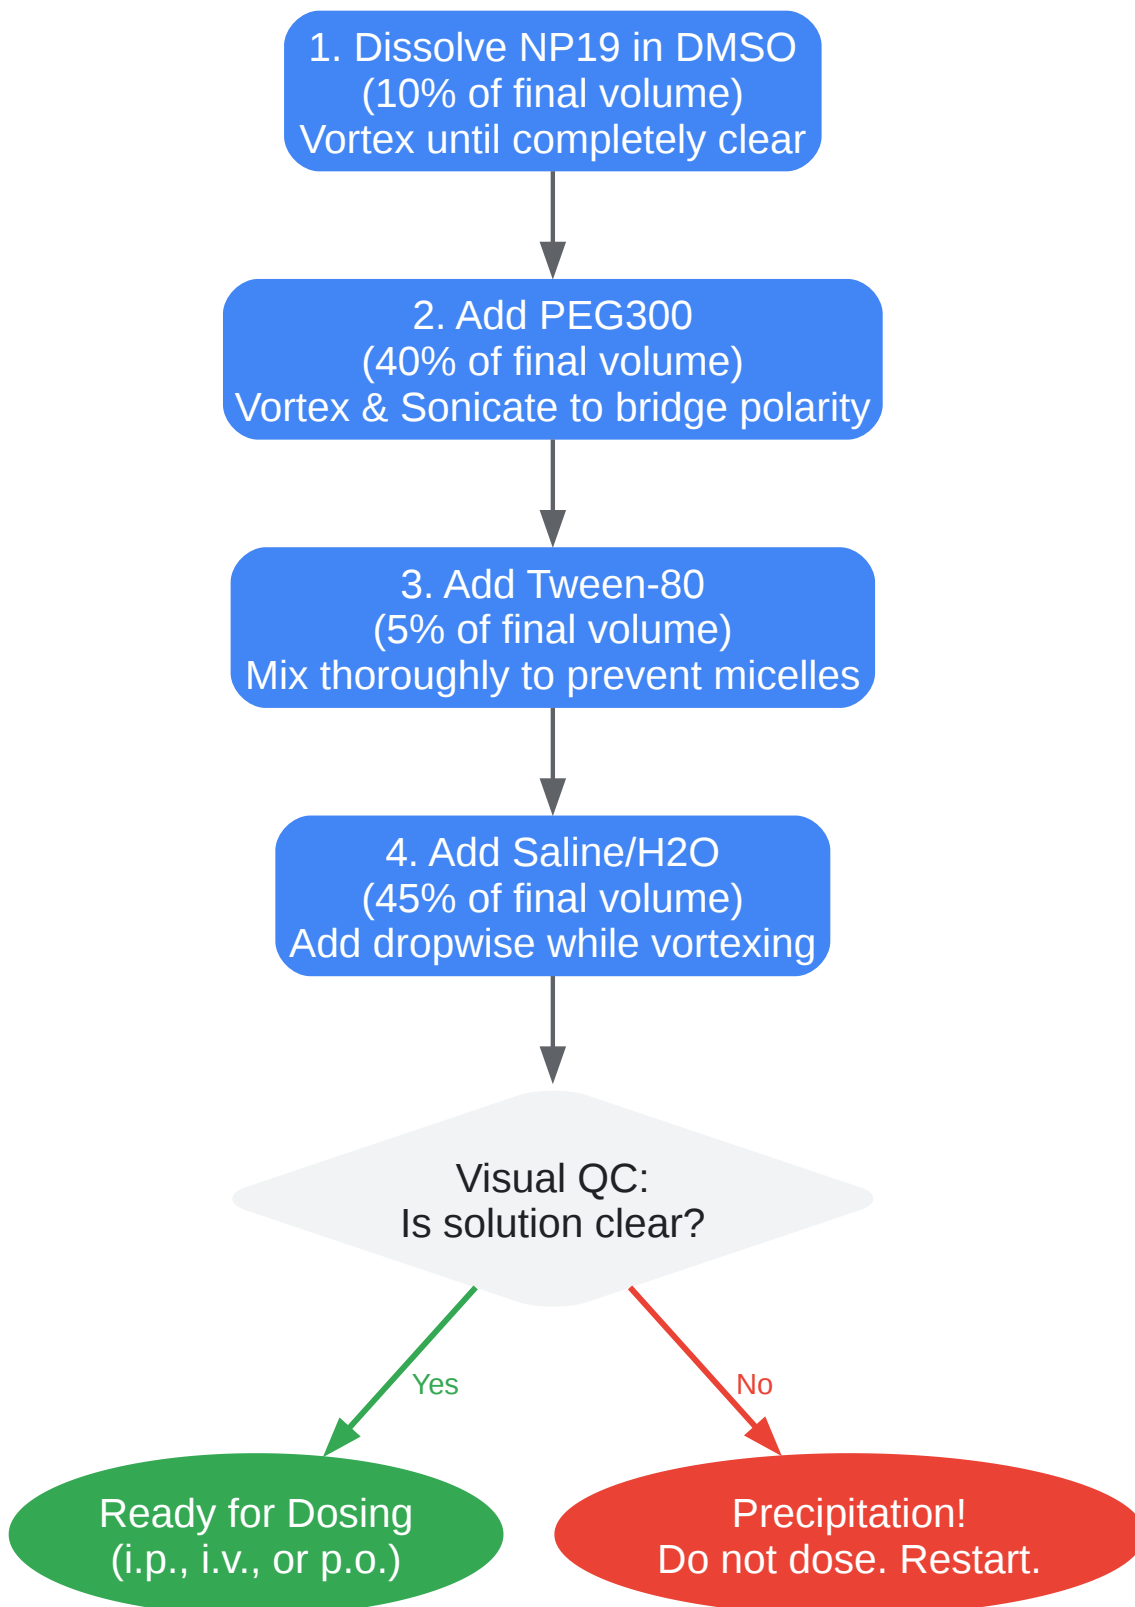 1. Dissolve NP19 in DMSO
(10% of final volume)
Vortex until completely clear
2. Add PEG300
(40% of final volume)
Vortex & Sonicate to bridge polarity
3. Add Tween-80
(5% of final volume)
Mix thoroughly to prevent micelles
4. Add Saline/H2O
(45% of final volume)
Add dropwise while vortexing
Visual QC:
Is solution clear?
Yes
No
Ready for Dosing
(i.p., i.v., or p.o.)
Precipitation!
Do not dose. Restart.